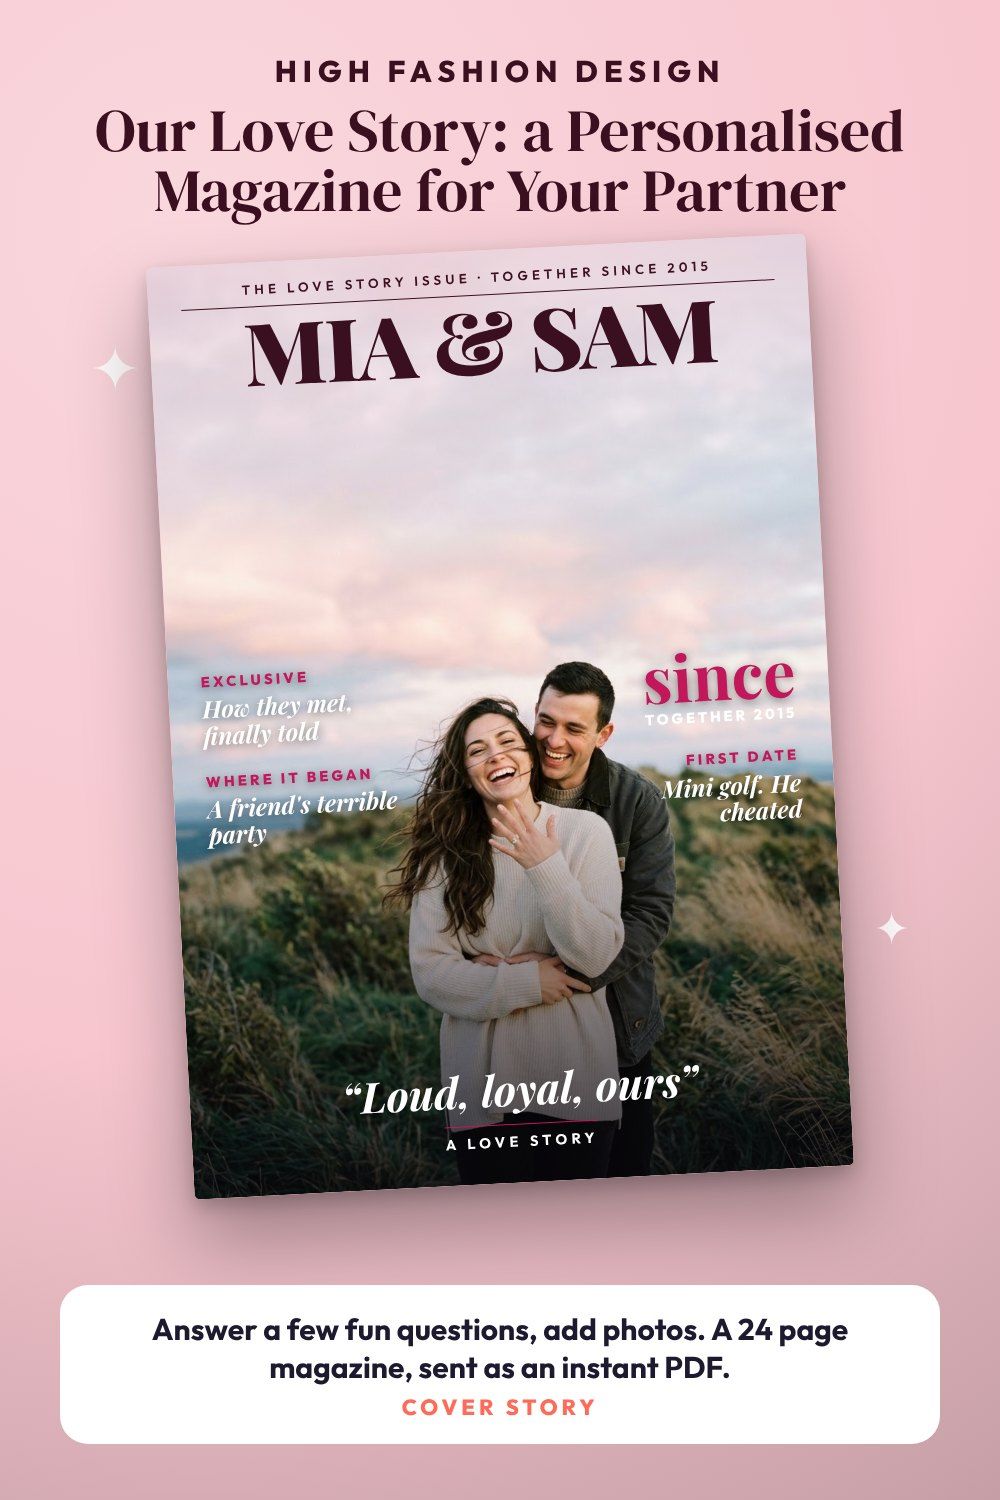 HIGH FASHION DESIGN
Our Love Story: a Personalised
Magazine for Your Partner
THE LOVE STORY ISSUE · TOGETHER SINCE 2015
MIA & SAM
EXCLUSIVE
How they met,
finally told
WHERE IT BEGAN
A friend's terrible
party
since
TOGETHER 2015
FIRST DATE
Mini golf. He
cheated
“Loud, loyal, ours”
A LOVE STORY
Answer a few fun questions, add photos. A 24 page
magazine, sent as an instant PDF.
COVER STORY